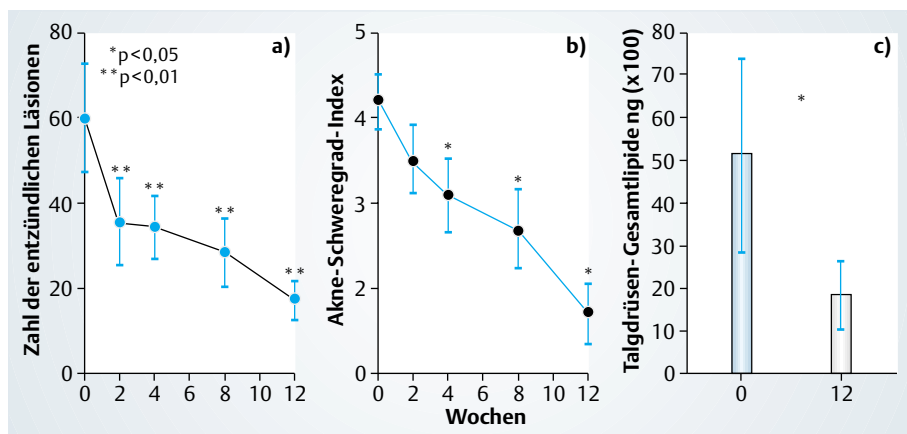 a)
*p<0,05
**p<0,01
Zahl der entzündlichen Läsionen
80
60
40
20
0
** ** ** **
0 2 4 6 8 10 12
b)
Akne-Schweregrad-Index
5
4
3
2
0
* * * *
0 2 4 6 8 10 12
Wochen
c)
Talgdrüsen-Gesamtlipide ng (x100)
80
70
60
50
40
30
20
10
0
*
0 12